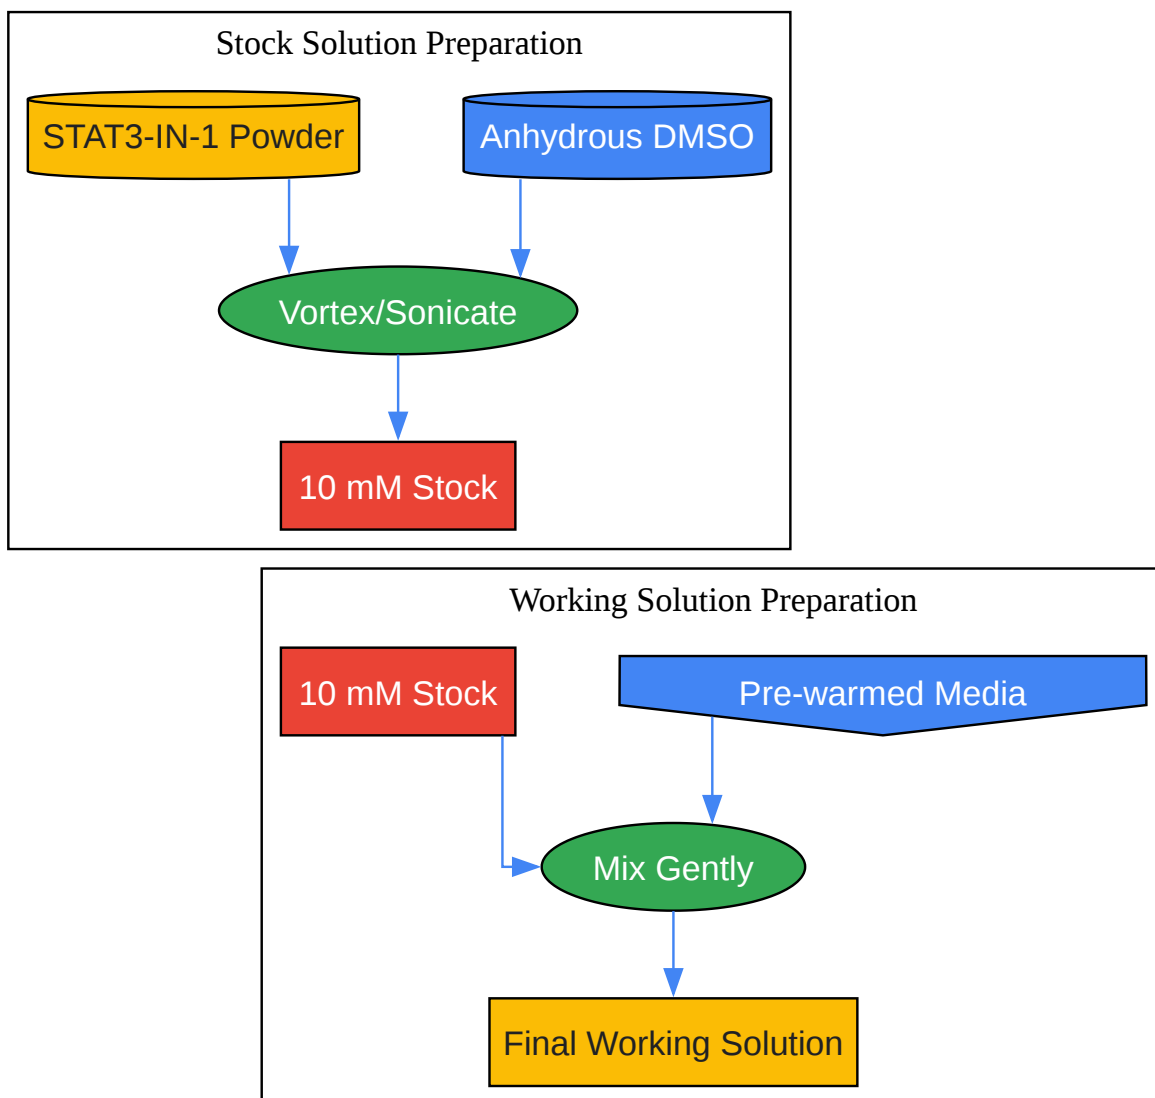 Stock Solution Preparation
STAT3-IN-1 Powder
Anhydrous DMSO
Vortex/Sonicate
10 mM Stock
Working Solution Preparation
10 mM Stock
Pre-warmed Media
Mix Gently
Final Working Solution